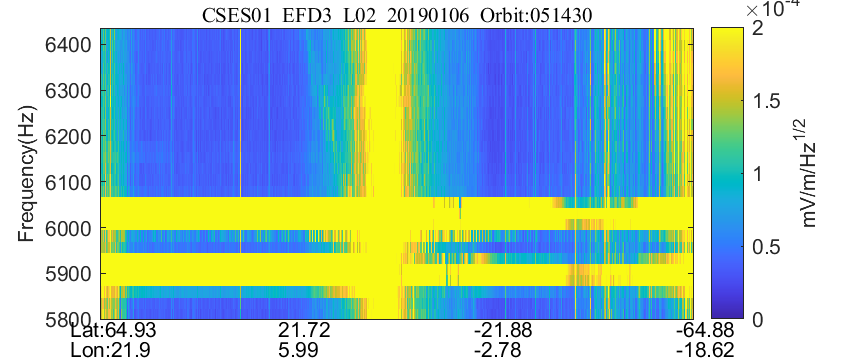 CSES01 EFD3 L02 20190106 Orbit:051430
×10⁻⁴
6400
6300
6200
6100
6000
5900
5800
Frequency(Hz)
2
1.5
1
0.5
0
mV/m/Hz^1/2
Lat:64.93 21.72 -21.88 -64.88
Lon:21.9 5.99 -2.78 -18.62